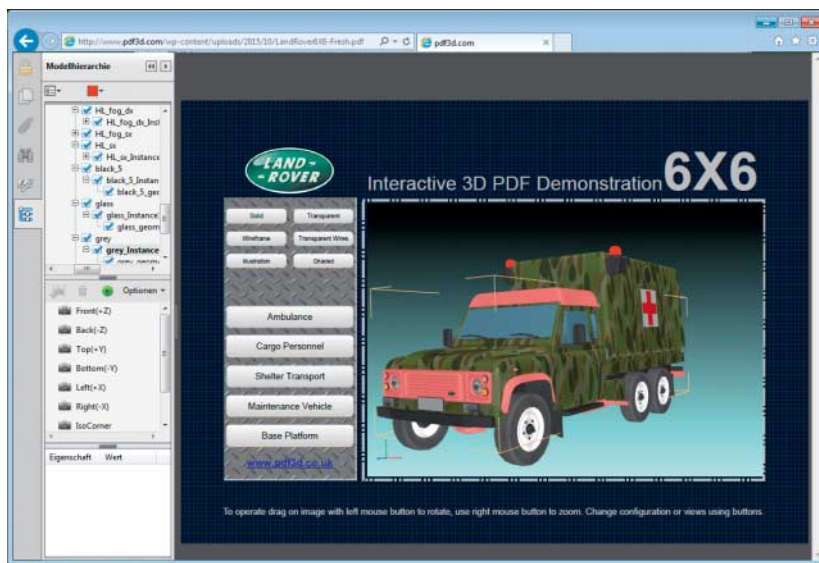 http://www.pdf3d.com/wp-content/uploads/2015/10/LandRover6X6-Fresh.pdf
pdf3d.com
Modellhierarchie
HL_fog_dx
HL_fog_dx_Inst
HL_fog_sx
HL_sx
HL_sx_Instance
black_5
black_5_Instan
black_5_geo
glass
glass_Instance
glass_geom
grey
grey_Instance
Optionen
Front(+Z)
Back(-Z)
Top(+Y)
Bottom(-Y)
Left(+X)
Right(-X)
IsoCorner
Eigenschaft Wert
LAND-
-ROVER
Interactive 3D PDF Demonstration 6X6
Solid Transparent
Wireframe Transparent Wires
Illustration Shaded
Ambulance
Cargo Personnel
Shelter Transport
Maintenance Vehicle
Base Platform
www.pdf3d.co.uk
To operate drag on image with left mouse button to rotate, use right mouse button to zoom. Change configuration or views using buttons.